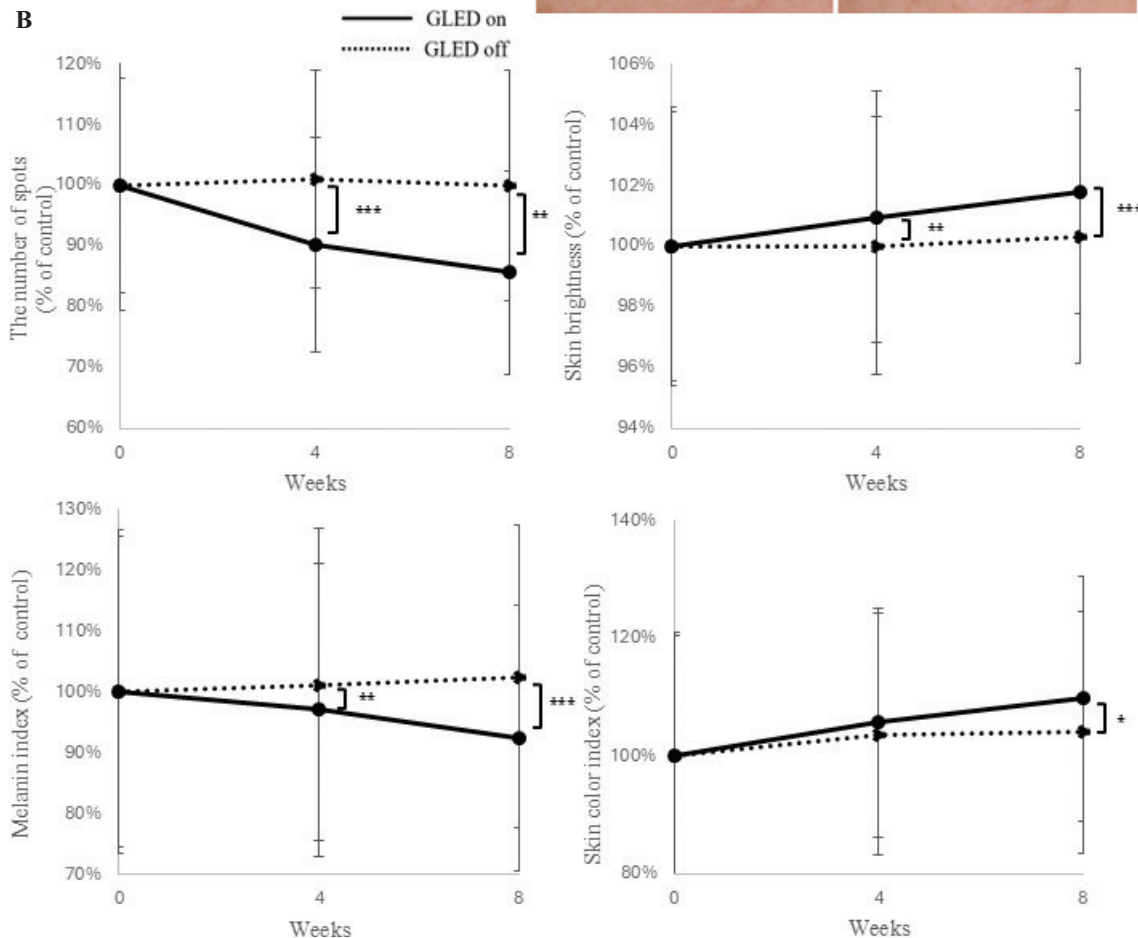 B
GLED on
GLED off
The number of spots
(% of control)
120%
110%
100%
90%
80%
70%
60%
***
**
0 4 8
Weeks
Skin brightness (% of control)
106%
104%
102%
100%
98%
96%
94%
**
***
0 4 8
Weeks
Melanin index (% of control)
130%
120%
110%
100%
90%
80%
70%
**
***
0 4 8
Weeks
Skin color index (% of control)
140%
120%
100%
80%
*
0 4 8
Weeks